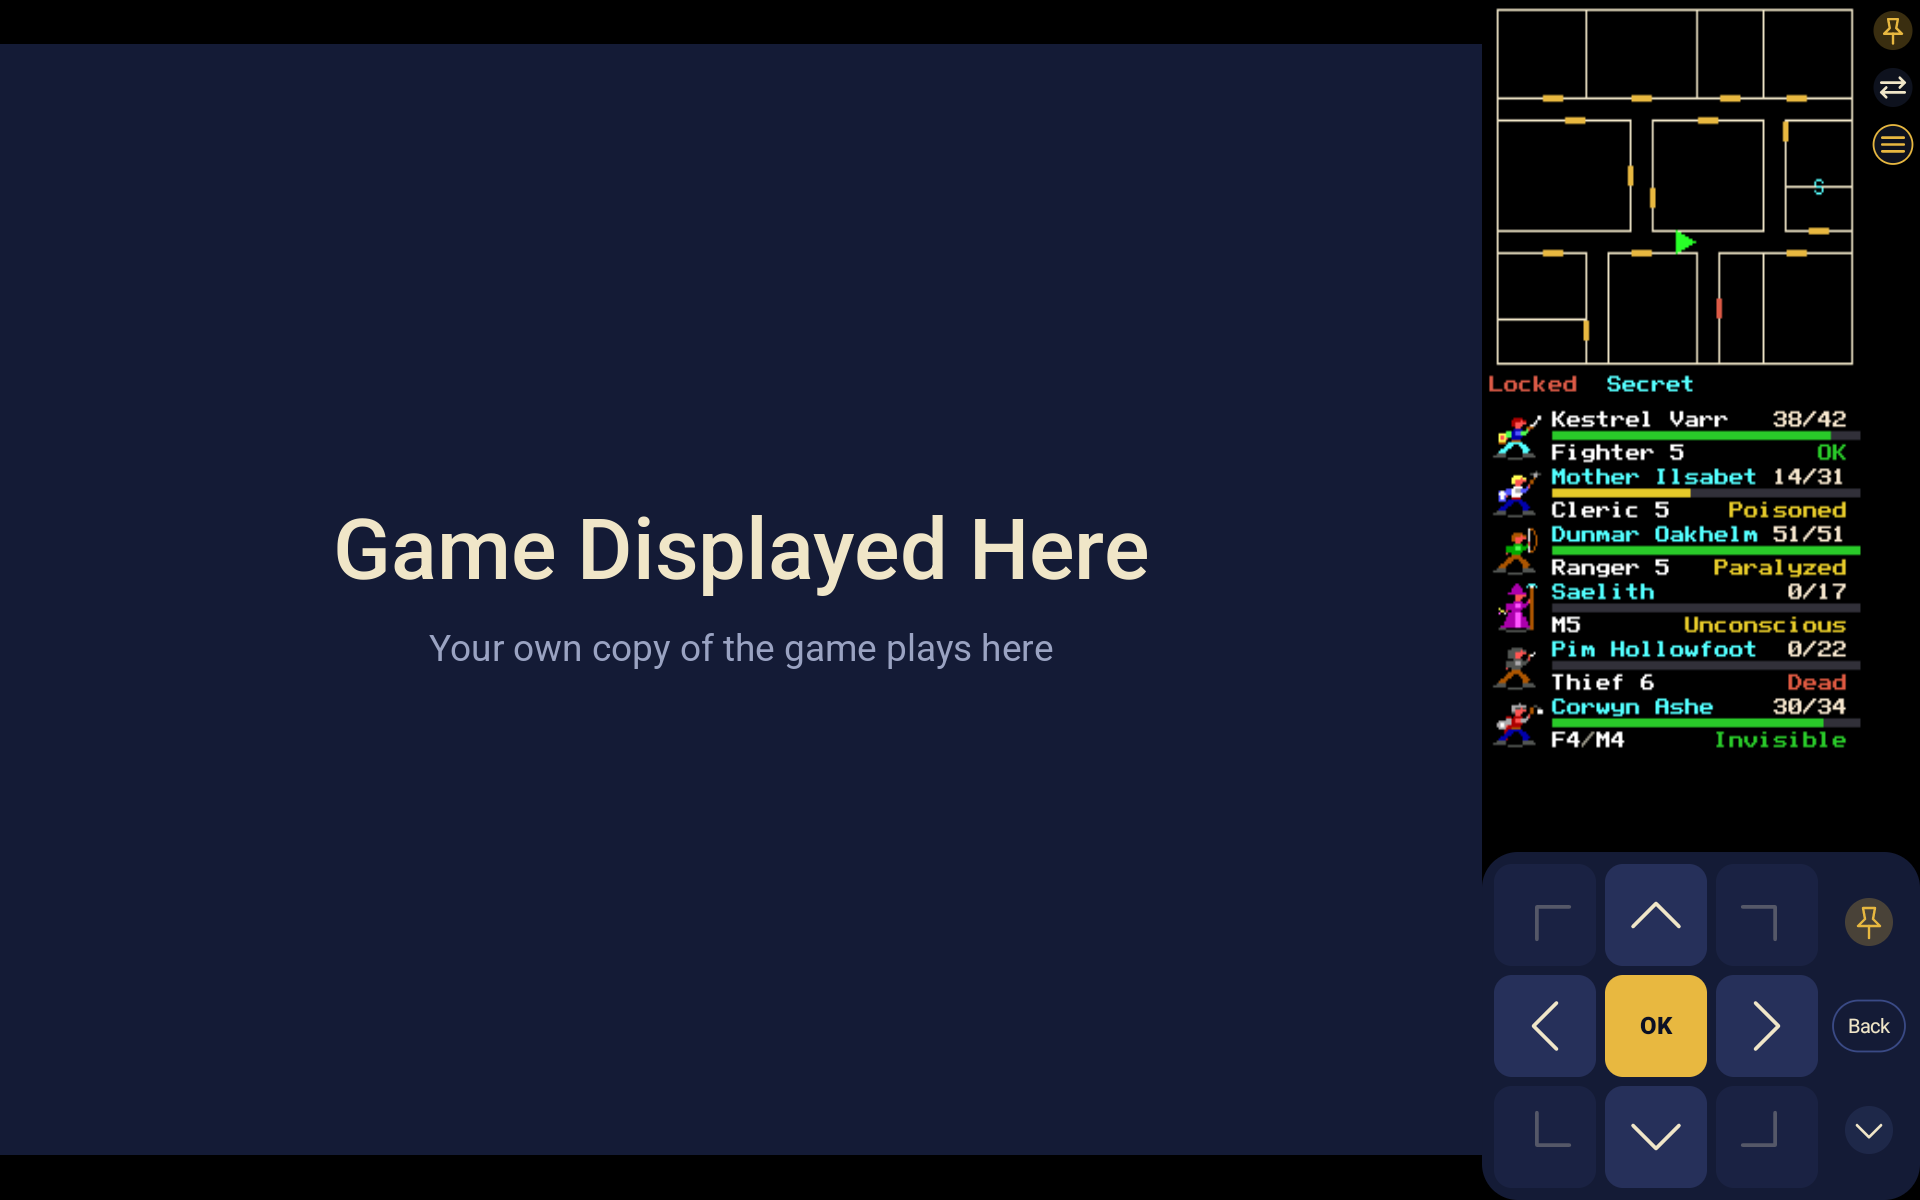 Game Displayed Here
Your own copy of the game plays here
S
Locked Secret
Kestrel Varr 38/42
Fighter 5 OK
Mother Ilsabet 14/31
Cleric 5 Poisoned
Dunmar Oakhelm 51/51
Ranger 5 Paralyzed
Saelith 0/17
M5 Unconscious
Pim Hollowfoot 0/22
Thief 6 Dead
Corwyn Ashe 30/34
F4/M4 Invisible
OK
Back